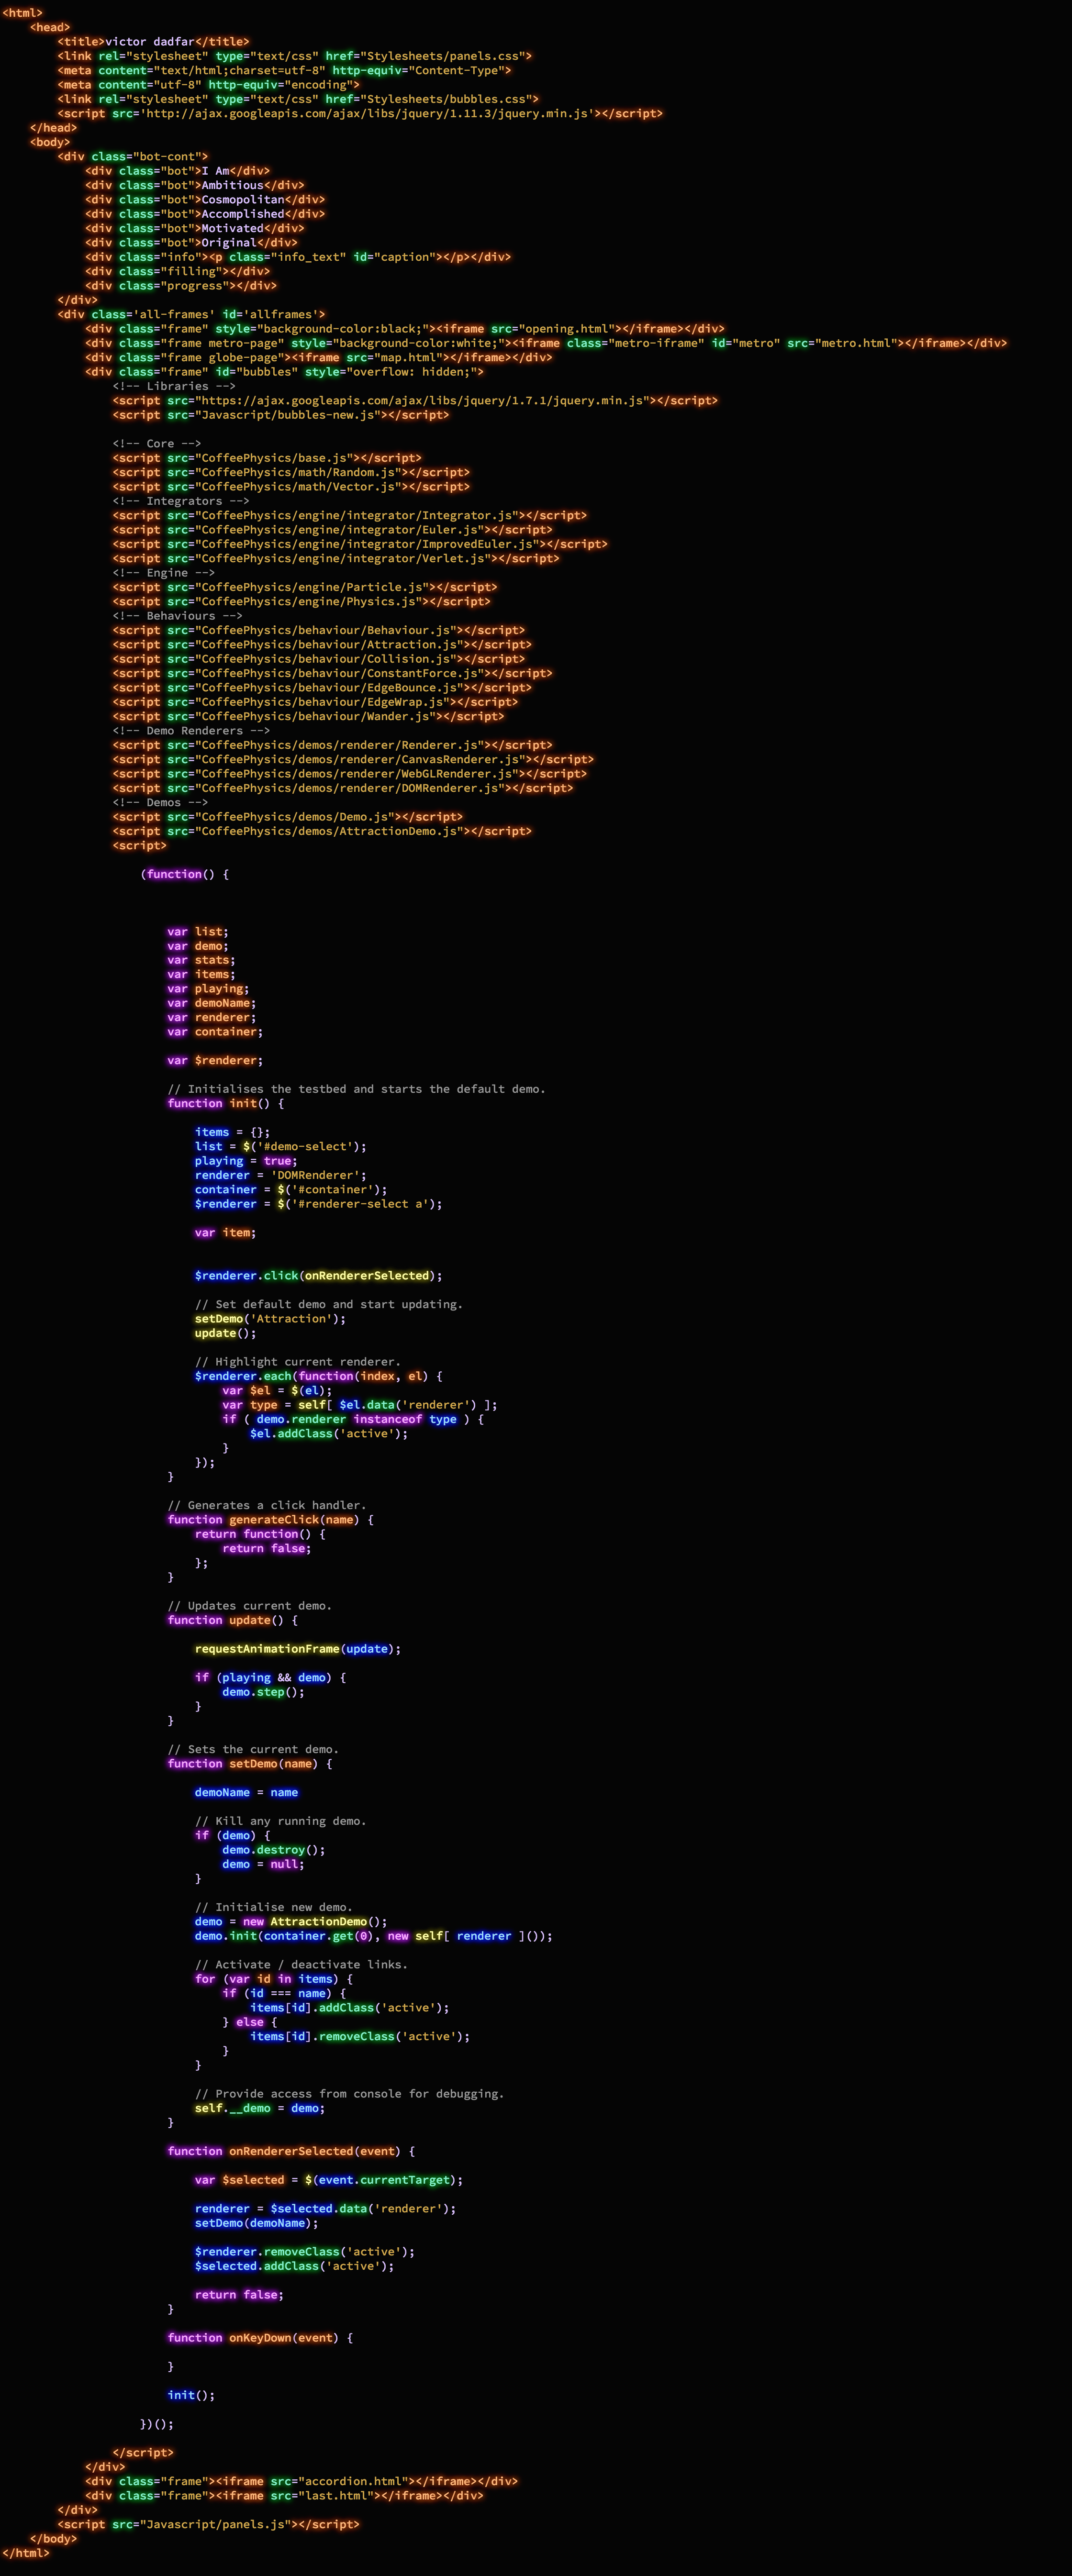 <html>
<head>
<title>victor dadfar</title>
<link rel="stylesheet" type="text/css" href="Stylesheets/panels.css">
<meta content="text/html;charset=utf-8" http-equiv="Content-Type">
<meta content="utf-8" http-equiv="encoding">
<link rel="stylesheet" type="text/css" href="Stylesheets/bubbles.css">
<script src='http://ajax.googleapis.com/ajax/libs/jquery/1.11.3/jquery.min.js'></script>
</head>
<body>
<div class="bot-cont">
<div class="bot">I Am</div>
<div class="bot">Ambitious</div>
<div class="bot">Cosmopolitan</div>
<div class="bot">Accomplished</div>
<div class="bot">Motivated</div>
<div class="bot">Original</div>
<div class="info"><p class="info_text" id="caption"></p></div>
<div class="filling"></div>
<div class="progress"></div>
</div>
<div class='all-frames' id='allframes'>
<div class="frame" style="background-color:black;"><iframe src="opening.html"></iframe></div>
<div class="frame metro-page" style="background-color:white;"><iframe class="metro-iframe" id="metro" src="metro.html"></iframe></div>
<div class="frame globe-page"><iframe src="map.html"></iframe></div>
<div class="frame" id="bubbles" style="overflow: hidden;">
<!-- Libraries -->
<script src="https://ajax.googleapis.com/ajax/libs/jquery/1.7.1/jquery.min.js"></script>
<script src="Javascript/bubbles-new.js"></script>
<!-- Core -->
<script src="CoffeePhysics/base.js"></script>
<script src="CoffeePhysics/math/Random.js"></script>
<script src="CoffeePhysics/math/Vector.js"></script>
<!-- Integrators -->
<script src="CoffeePhysics/engine/integrator/Integrator.js"></script>
<script src="CoffeePhysics/engine/integrator/Euler.js"></script>
<script src="CoffeePhysics/engine/integrator/ImprovedEuler.js"></script>
<script src="CoffeePhysics/engine/integrator/Verlet.js"></script>
<!-- Engine -->
<script src="CoffeePhysics/engine/Particle.js"></script>
<script src="CoffeePhysics/engine/Physics.js"></script>
<!-- Behaviours -->
<script src="CoffeePhysics/behaviour/Behaviour.js"></script>
<script src="CoffeePhysics/behaviour/Attraction.js"></script>
<script src="CoffeePhysics/behaviour/Collision.js"></script>
<script src="CoffeePhysics/behaviour/ConstantForce.js"></script>
<script src="CoffeePhysics/behaviour/EdgeBounce.js"></script>
<script src="CoffeePhysics/behaviour/EdgeWrap.js"></script>
<script src="CoffeePhysics/behaviour/Wander.js"></script>
<!-- Demo Renderers -->
<script src="CoffeePhysics/demos/renderer/Renderer.js"></script>
<script src="CoffeePhysics/demos/renderer/CanvasRenderer.js"></script>
<script src="CoffeePhysics/demos/renderer/WebGLRenderer.js"></script>
<script src="CoffeePhysics/demos/renderer/DOMRenderer.js"></script>
<!-- Demos -->
<script src="CoffeePhysics/demos/Demo.js"></script>
<script src="CoffeePhysics/demos/AttractionDemo.js"></script>
<script>
(function() {
var list;
var demo;
var stats;
var items;
var playing;
var demoName;
var renderer;
var container;
var $renderer;
// Initialises the testbed and starts the default demo.
function init() {
items = {};
list = $('#demo-select');
playing = true;
renderer = 'DOMRenderer';
container = $('#container');
$renderer = $('#renderer-select a');
var item;
$renderer.click(onRendererSelected);
// Set default demo and start updating.
setDemo('Attraction');
update();
// Highlight current renderer.
$renderer.each(function(index, el) {
var $el = $(el);
var type = self[ $el.data('renderer') ];
if ( demo.renderer instanceof type ) {
$el.addClass('active');
}
});
}
// Generates a click handler.
function generateClick(name) {
return function() {
return false;
};
}
// Updates current demo.
function update() {
requestAnimationFrame(update);
if (playing && demo) {
demo.step();
}
}
// Sets the current demo.
function setDemo(name) {
demoName = name
// Kill any running demo.
if (demo) {
demo.destroy();
demo = null;
}
// Initialise new demo.
demo = new AttractionDemo();
demo.init(container.get(0), new self[ renderer ]());
// Activate / deactivate links.
for (var id in items) {
if (id === name) {
items[id].addClass('active');
} else {
items[id].removeClass('active');
}
}
// Provide access from console for debugging.
self.__demo = demo;
}
function onRendererSelected(event) {
var $selected = $(event.currentTarget);
renderer = $selected.data('renderer');
setDemo(demoName);
$renderer.removeClass('active');
$selected.addClass('active');
return false;
}
function onKeyDown(event) {
}
init();
})();
</script>
</div>
<div class="frame"><iframe src="accordion.html"></iframe></div>
<div class="frame"><iframe src="last.html"></iframe></div>
</div>
<script src="Javascript/panels.js"></script>
</body>
</html>